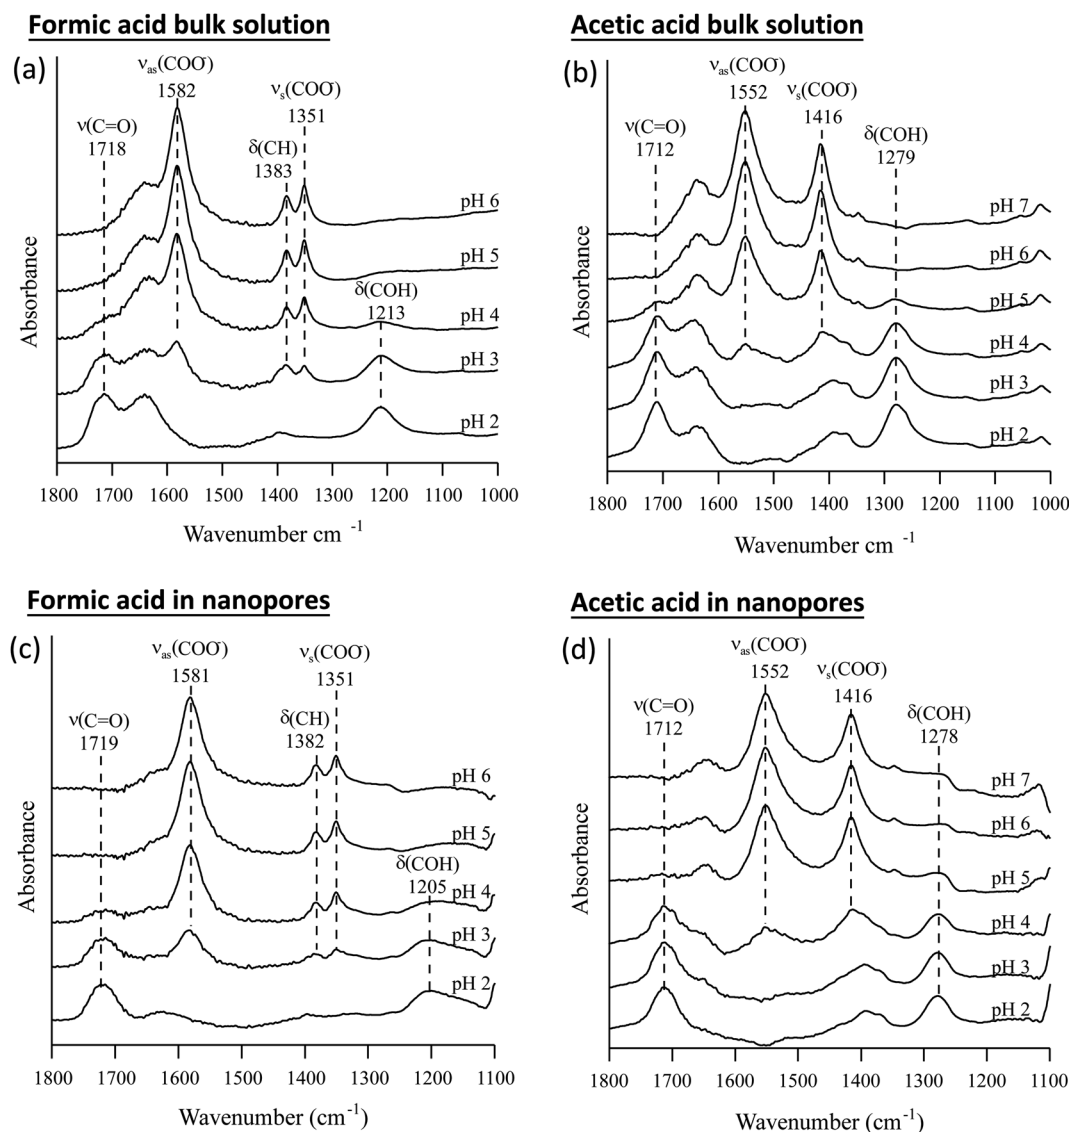 Formic acid bulk solution
(a)
νas(COO-)
1582
νs(COO-)
1351
ν(C=O)
1718
δ(CH)
1383
pH 6
pH 5
δ(COH)
1213
pH 4
pH 3
pH 2
Absorbance
1800 1700 1600 1500 1400 1300 1200 1100 1000
Wavenumber cm -1
Acetic acid bulk solution
(b)
νas(COO-)
1552
νs(COO-)
1416
ν(C=O)
1712
δ(COH)
1279
pH 7
pH 6
pH 5
pH 4
pH 3
pH 2
Absorbance
1800 1700 1600 1500 1400 1300 1200 1100 1000
Wavenumber cm -1
Formic acid in nanopores
(c)
νas(COO-)
1581
νs(COO-)
1351
ν(C=O)
1719
δ(CH)
1382
pH 6
pH 5
δ(COH)
1205
pH 4
pH 3
pH 2
Absorbance
1800 1700 1600 1500 1400 1300 1200 1100
Wavenumber (cm-1)
Acetic acid in nanopores
(d)
νas(COO-)
1552
νs(COO-)
1416
ν(C=O)
1712
δ(COH)
1278
pH 7
pH 6
pH 5
pH 4
pH 3
pH 2
Absorbance
1800 1700 1600 1500 1400 1300 1200 1100
Wavenumber (cm-1)